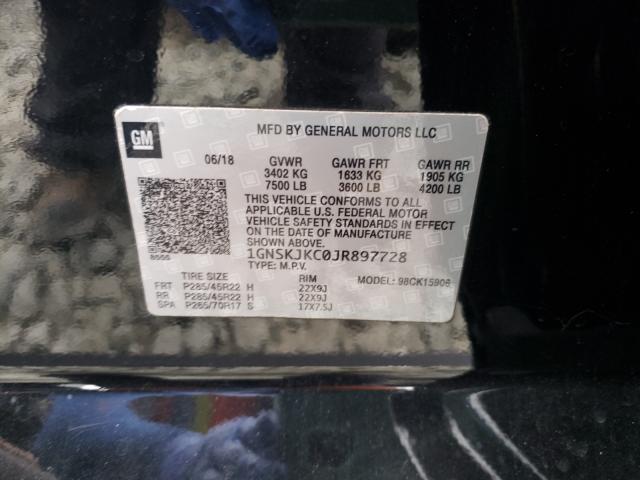 GM
MFD BY GENERAL MOTORS LLC
06/18 GVWR GAWR FRT GAWR RR
3402 KG 1633 KG 1905 KG
7500 LB 3600 LB 4200 LB
THIS VEHICLE CONFORMS TO ALL
APPLICABLE U.S. FEDERAL MOTOR
VEHICLE SAFETY STANDARDS IN EFFECT
ON THE DATE OF MANUFACTURE SHOWN ABOVE.
1GNSKJKC0JR897728
TYPE: M.P.V. MODEL: 98CK15906
TIRE SIZE RIM
FRT P285/45R22 H 22X9J
RR P285/45R22 H 22X9J
SPA P265/70R17 S 17X7.5J